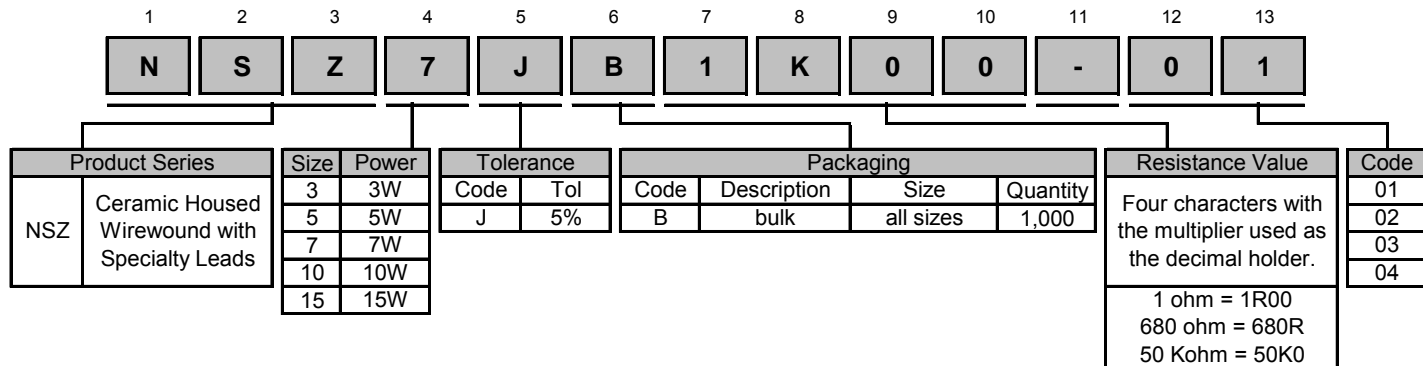 1 2 3 4 5 6 7 8 9 10 11 12 13
N S Z 7 J B 1 K 0 0 - 0 1
Product Series
NSZ
Ceramic Housed
Wirewound with
Specialty Leads
Size Power
3 3W
5 5W
7 7W
10 10W
15 15W
Tolerance
Code Tol
J 5%
Packaging
Code Description Size Quantity
B bulk all sizes 1,000
Resistance Value
Four characters with
the multiplier used as
the decimal holder.
1 ohm = 1R00
680 ohm = 680R
50 Kohm = 50K0
Code
01
02
03
04